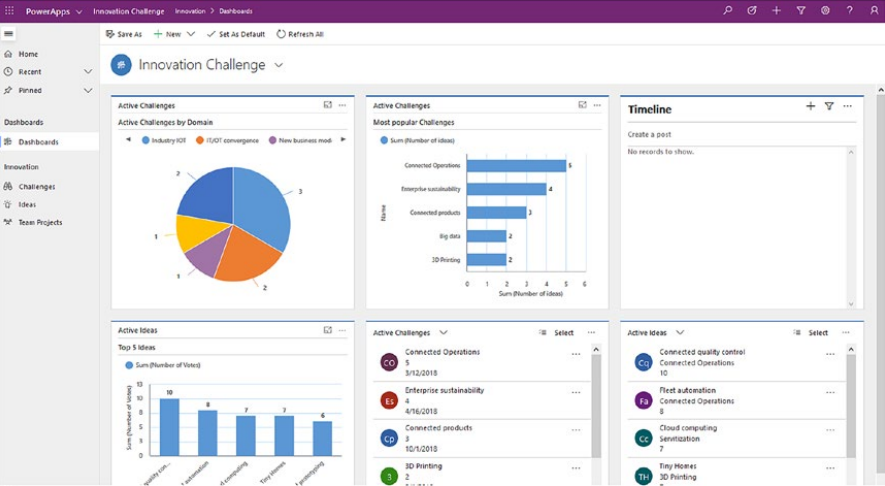 PowerApps Innovation Challenge Innovation > Dashboards
Save As New Set As Default Refresh All
Home
Recent
Pinned
Dashboards
Dashboards
Innovation
Challenges
Ideas
Team Projects
Innovation Challenge
Active Challenges
Active Challenges by Domain
Industry IOT IT/OT convergence New business mod
2
3
1
1
2
Active Challenges
Most popular Challenges
Sum (Number of ideas)
Name
Connected Operations 5
Enterprise sustainability 4
Connected products 3
Big data 2
3D Printing 2
0 1 2 3 4 5 6
Sum (Number of ideas)
Timeline
Create a post
No records to show.
Active Ideas
Top 5 Ideas
Sum (Number of Votes)
Sum (Number of Votes)
13
10
8
5
3
0
10 8 7 7 6
quality con... automation computing Tiny Homes prototyping
Active Challenges Select
CO Connected Operations
5
3/12/2018
Es Enterprise sustainability
4
4/16/2018
Cp Connected products
3
10/1/2018
3 3D Printing
2
Active Ideas Select
Cq Connected quality control
Connected Operations
10
Fa Fleet automation
Connected Operations
8
Cc Cloud computing
Servitization
7
TH Tiny Homes
3D Printing